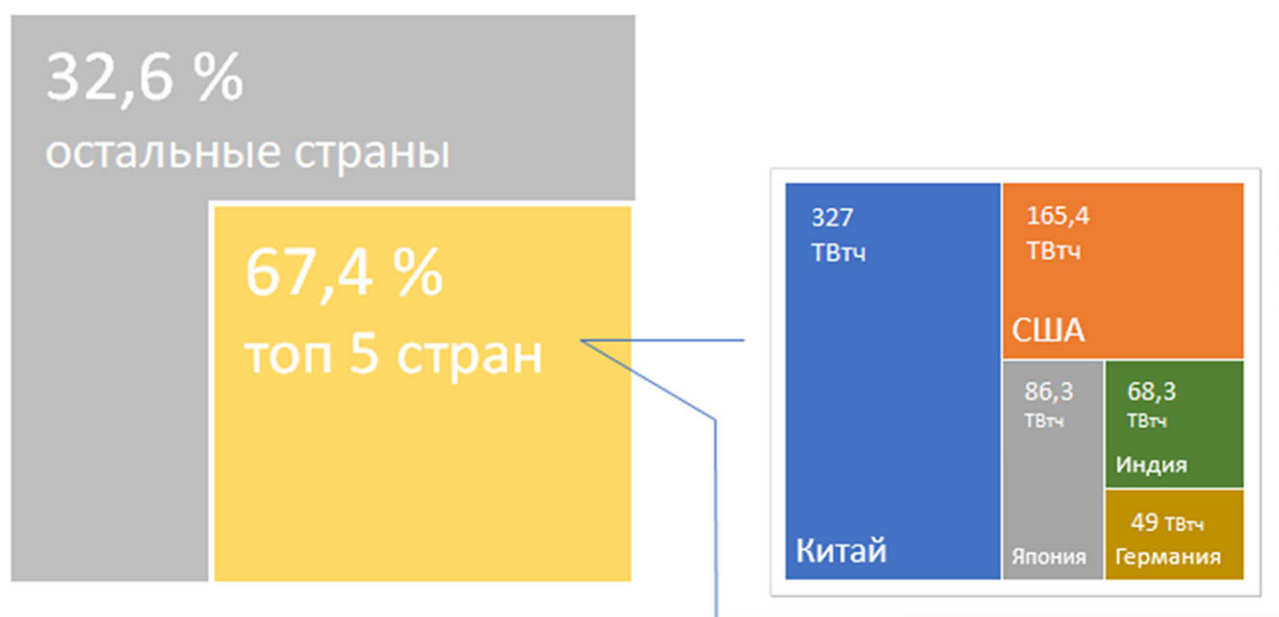 32,6 %
остальные страны
67,4 %
топ 5 стран
327
ТВтч
Китай
165,4
ТВтч
США
86,3
ТВтч
Япония
68,3
ТВтч
Индия
49 ТВтч
Германия